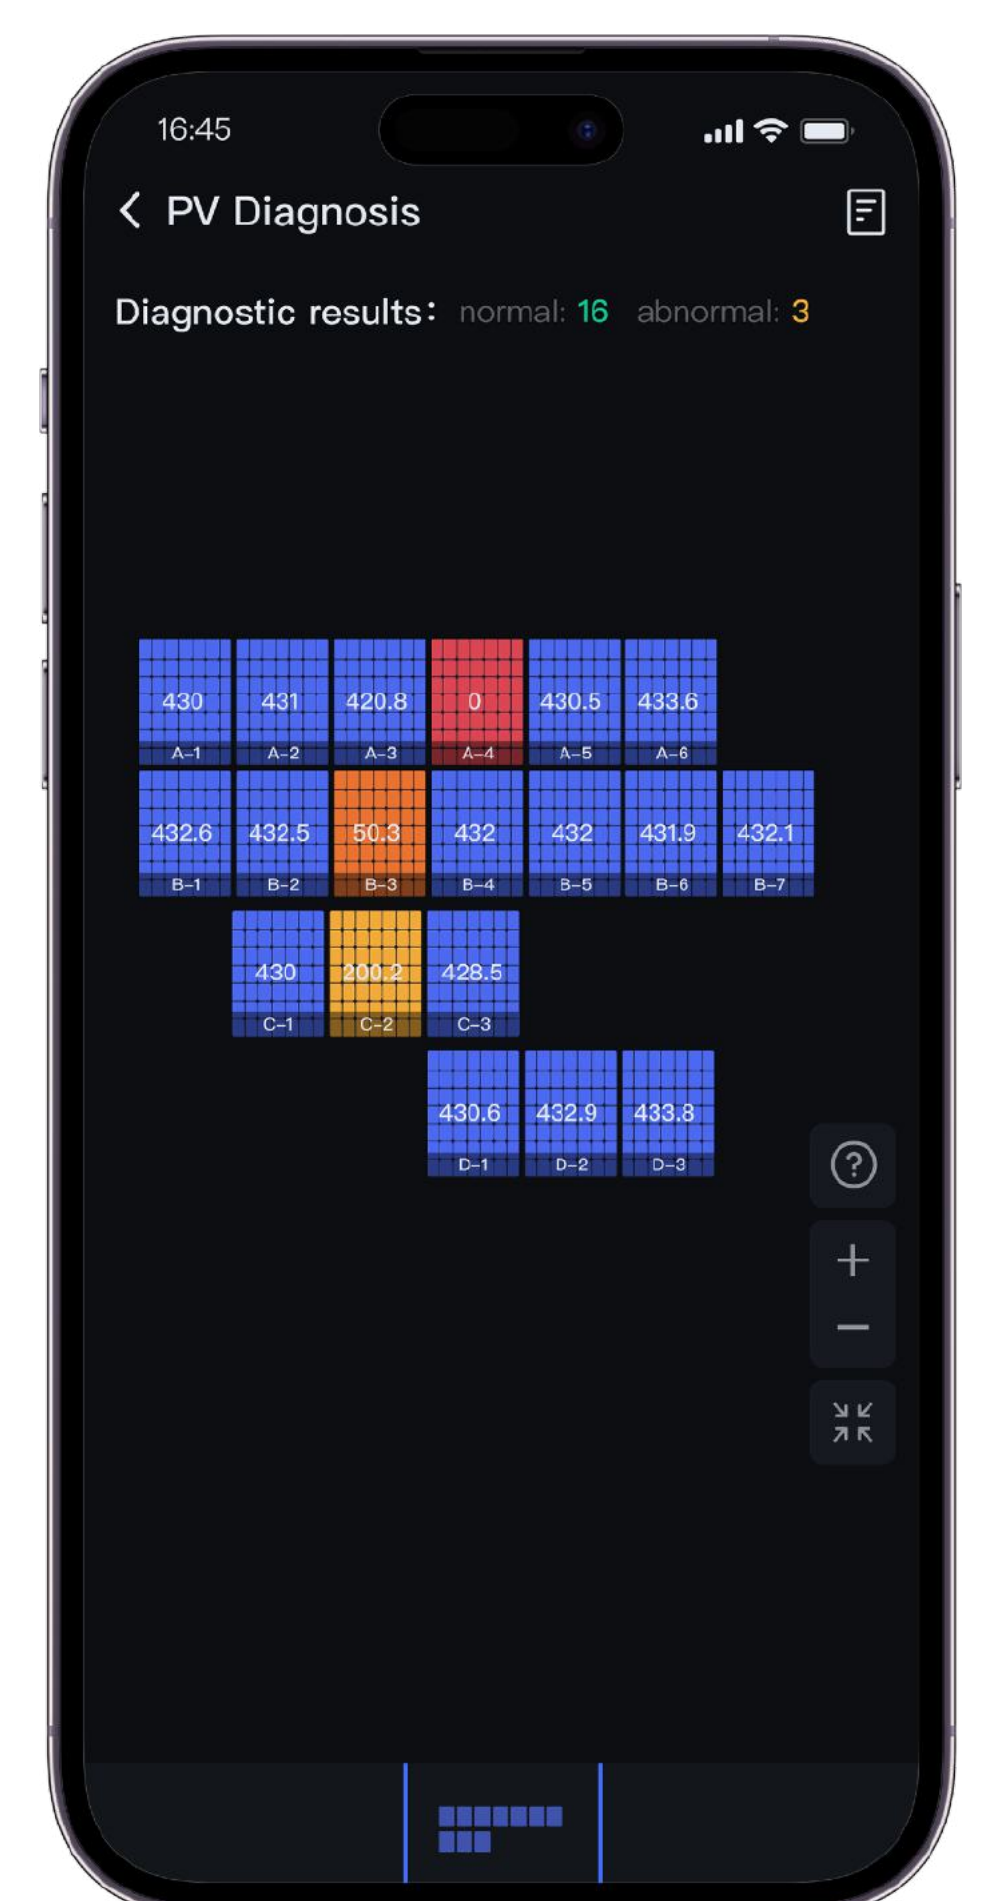 16:45
PV Diagnosis
Diagnostic results: normal: 16 abnormal: 3
430 431 420.8 0 430.5 433.6
A-1 A-2 A-3 A-4 A-5 A-6
432.6 432.5 50.3 432 432 431.9 432.1
B-1 B-2 B-3 B-4 B-5 B-6 B-7
430 200.2 428.5
C-1 C-2 C-3
430.6 432.9 433.8
D-1 D-2 D-3